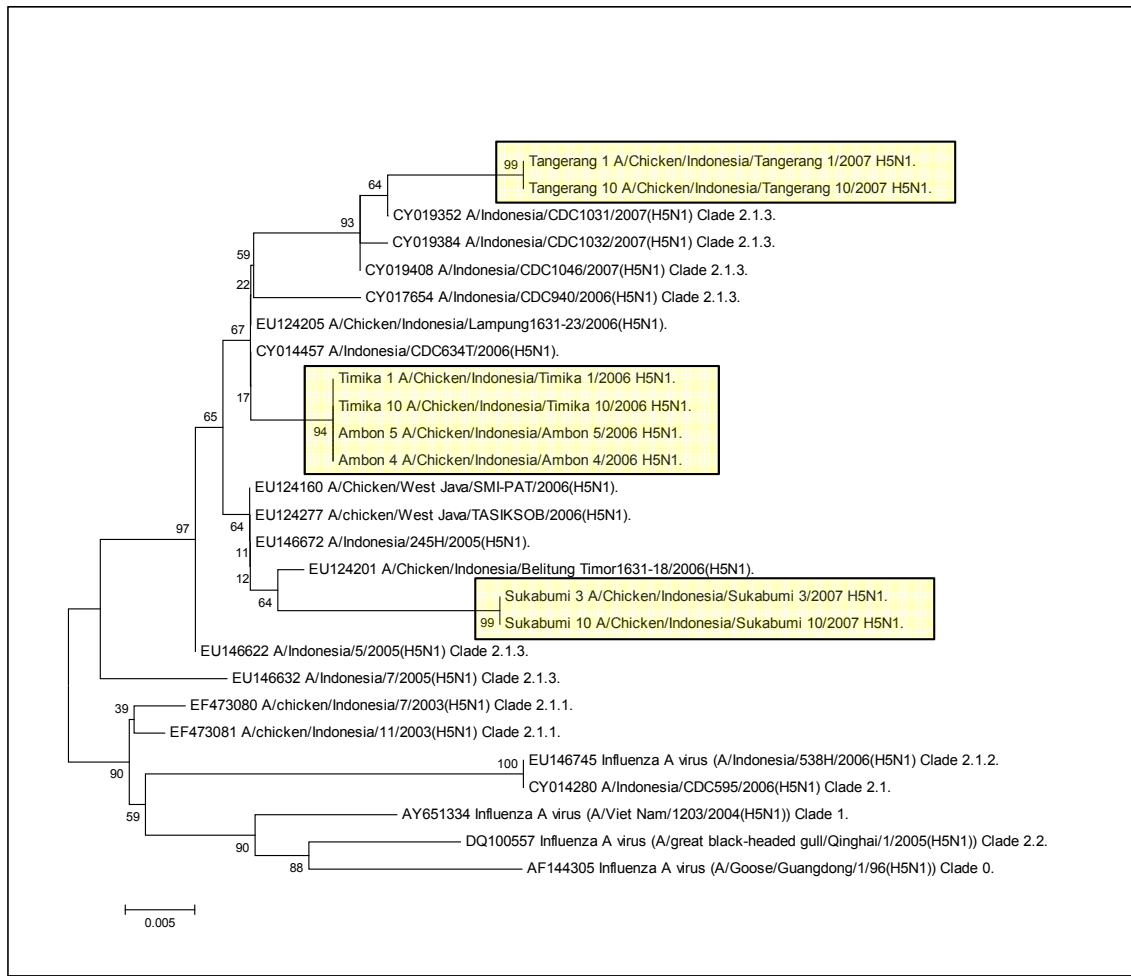 99
Tangerang 1 A/Chicken/Indonesia/Tangerang 1/2007 H5N1.
Tangerang 10 A/Chicken/Indonesia/Tangerang 10/2007 H5N1.
64
CY019352 A/Indonesia/CDC1031/2007(H5N1) Clade 2.1.3.
93
CY019384 A/Indonesia/CDC1032/2007(H5N1) Clade 2.1.3.
59
CY019408 A/Indonesia/CDC1046/2007(H5N1) Clade 2.1.3.
22
CY017654 A/Indonesia/CDC940/2006(H5N1) Clade 2.1.3.
67
EU124205 A/Chicken/Indonesia/Lampung1631-23/2006(H5N1).
CY014457 A/Indonesia/CDC634T/2006(H5N1).
Timika 1 A/Chicken/Indonesia/Timika 1/2006 H5N1.
17
Timika 10 A/Chicken/Indonesia/Timika 10/2006 H5N1.
65
94
Ambon 5 A/Chicken/Indonesia/Ambon 5/2006 H5N1.
Ambon 4 A/Chicken/Indonesia/Ambon 4/2006 H5N1.
EU124160 A/Chicken/West Java/SMI-PAT/2006(H5N1).
97
64
EU124277 A/chicken/West Java/TASIKSOB/2006(H5N1).
11
EU146672 A/Indonesia/245H/2005(H5N1).
12
EU124201 A/Chicken/Indonesia/Belitung Timor1631-18/2006(H5N1).
64
Sukabumi 3 A/Chicken/Indonesia/Sukabumi 3/2007 H5N1.
99
Sukabumi 10 A/Chicken/Indonesia/Sukabumi 10/2007 H5N1.
EU146622 A/Indonesia/5/2005(H5N1) Clade 2.1.3.
EU146632 A/Indonesia/7/2005(H5N1) Clade 2.1.3.
39
EF473080 A/chicken/Indonesia/7/2003(H5N1) Clade 2.1.1.
EF473081 A/chicken/Indonesia/11/2003(H5N1) Clade 2.1.1.
90
100
EU146745 Influenza A virus (A/Indonesia/538H/2006(H5N1) Clade 2.1.2.
CY014280 A/Indonesia/CDC595/2006(H5N1) Clade 2.1.
59
AY651334 Influenza A virus (A/Viet Nam/1203/2004(H5N1)) Clade 1.
90
DQ100557 Influenza A virus (A/great black-headed gull/Qinghai/1/2005(H5N1)) Clade 2.2.
88
AF144305 Influenza A virus (A/Goose/Guangdong/1/96(H5N1)) Clade 0.
0.005